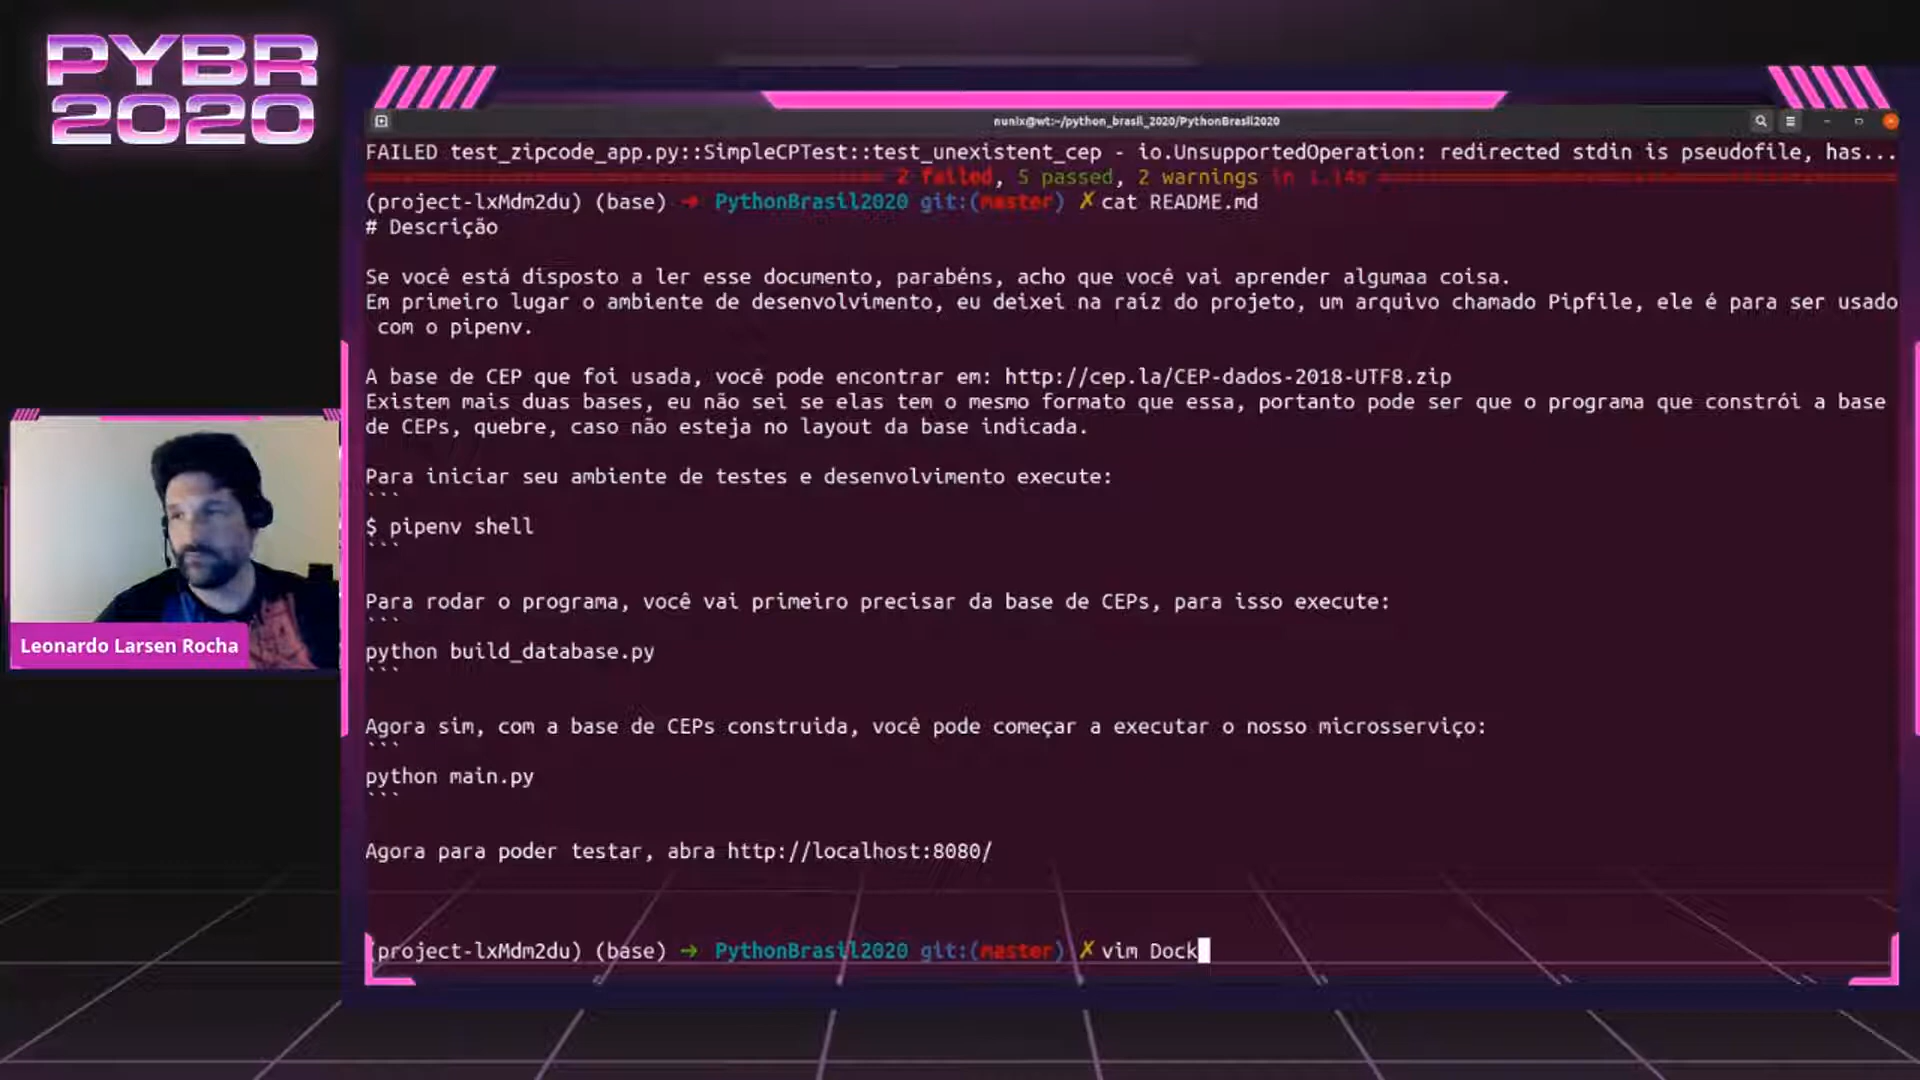 PYBR
2020
nunix@wt:~/python_brasil_2020/PythonBrasil2020
FAILED test_zipcode_app.py::SimpleCPTest::test_unexistent_cep - io.UnsupportedOperation: redirected stdin is pseudofile, has...
2 failed, 5 passed, 2 warnings in 1.14s
(project-lxMdm2du) (base) → PythonBrasil2020 git:(master) ✗ cat README.md
# Descrição
Se você está disposto a ler esse documento, parabéns, acho que você vai aprender algumaa coisa.
Em primeiro lugar o ambiente de desenvolvimento, eu deixei na raíz do projeto, um arquivo chamado Pipfile, ele é para ser usado
com o pipenv.
A base de CEP que foi usada, você pode encontrar em: http://cep.la/CEP-dados-2018-UTF8.zip
Existem mais duas bases, eu não sei se elas tem o mesmo formato que essa, portanto pode ser que o programa que constrói a base
de CEPs, quebre, caso não esteja no layout da base indicada.
Para iniciar seu ambiente de testes e desenvolvimento execute:
```
$ pipenv shell
```
Para rodar o programa, você vai primeiro precisar da base de CEPs, para isso execute:
```
python build_database.py
```
Agora sim, com a base de CEPs construida, você pode começar a executar o nosso microsserviço:
```
python main.py
```
Agora para poder testar, abra http://localhost:8080/
(project-lxMdm2du) (base) → PythonBrasil2020 git:(master) ✗ vim Dock
Leonardo Larsen Rocha